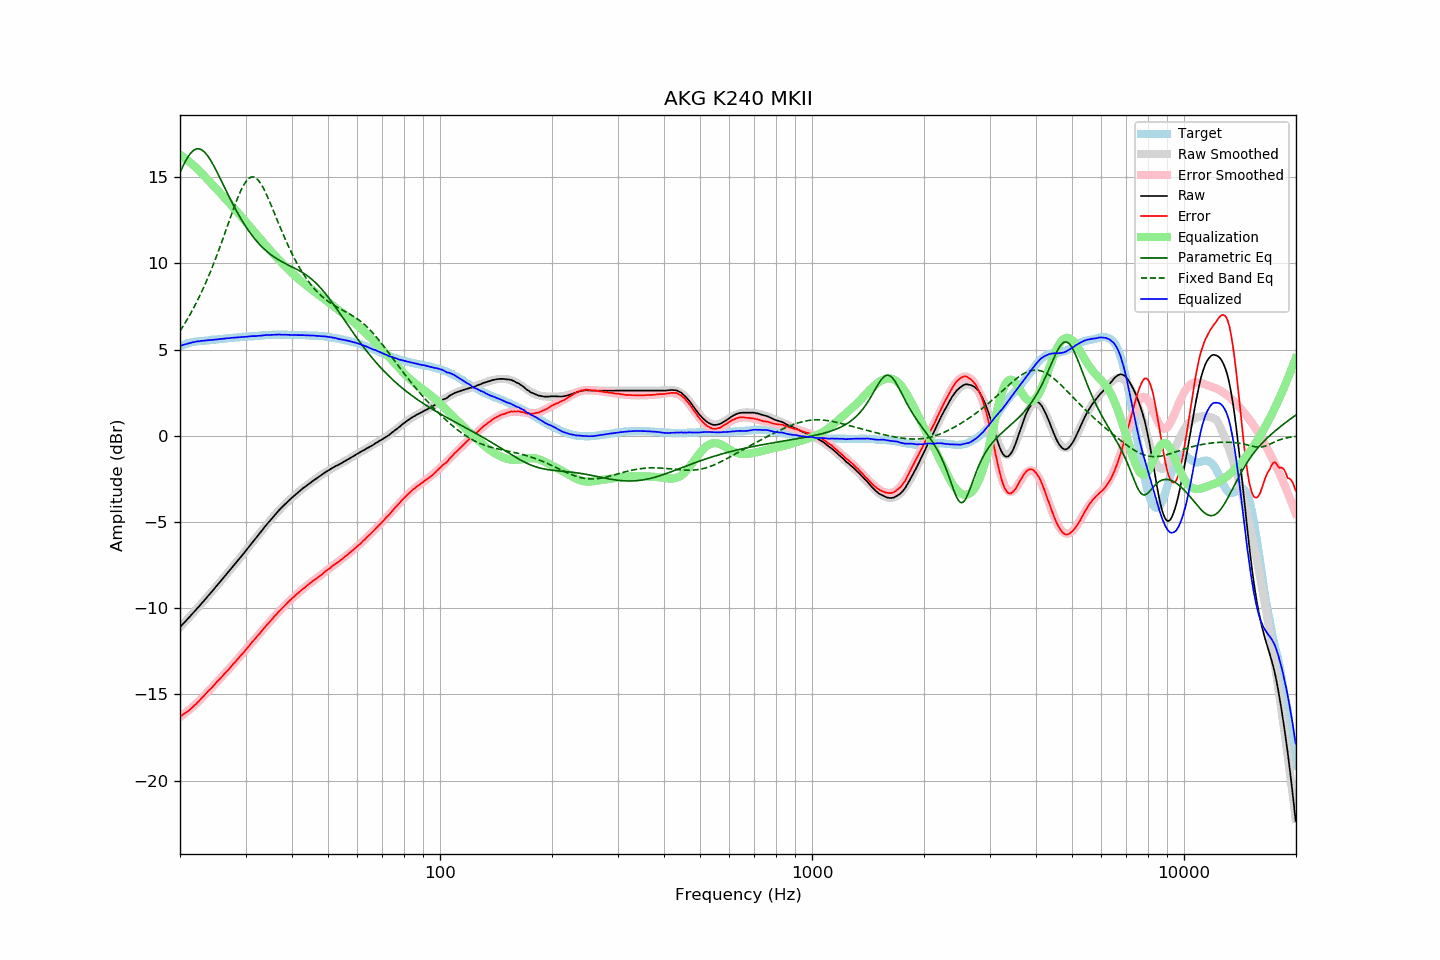 AKG K240 MKII
Target
Raw Smoothed
Error Smoothed
Raw
Error
Equalization
Parametric Eq
Fixed Band Eq
Equalized
Amplitude (dBr)
15
10
5
0
−5
−10
−15
−20
100
1000
10000
Frequency (Hz)